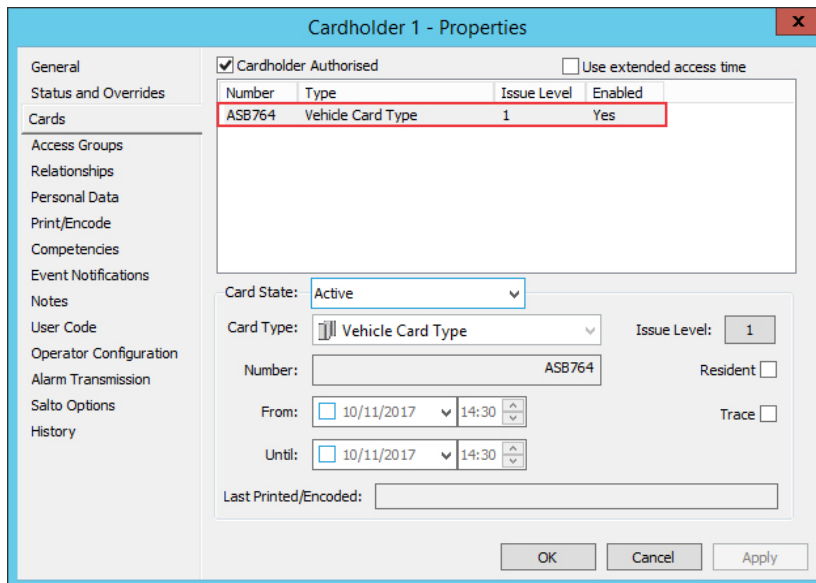 Cardholder 1 - Properties
x
General
Status and Overrides
Cards
Access Groups
Relationships
Personal Data
Print/Encode
Competencies
Event Notifications
Notes
User Code
Operator Configuration
Alarm Transmission
Salto Options
History
Cardholder Authorised Use extended access time
Number Type Issue Level Enabled
ASB764 Vehicle Card Type 1 Yes
Card State: Active
Card Type: Vehicle Card Type Issue Level: 1
Number: ASB764 Resident
From: 10/11/2017 14:30 Trace
Until: 10/11/2017 14:30
Last Printed/Encoded:
OK Cancel Apply